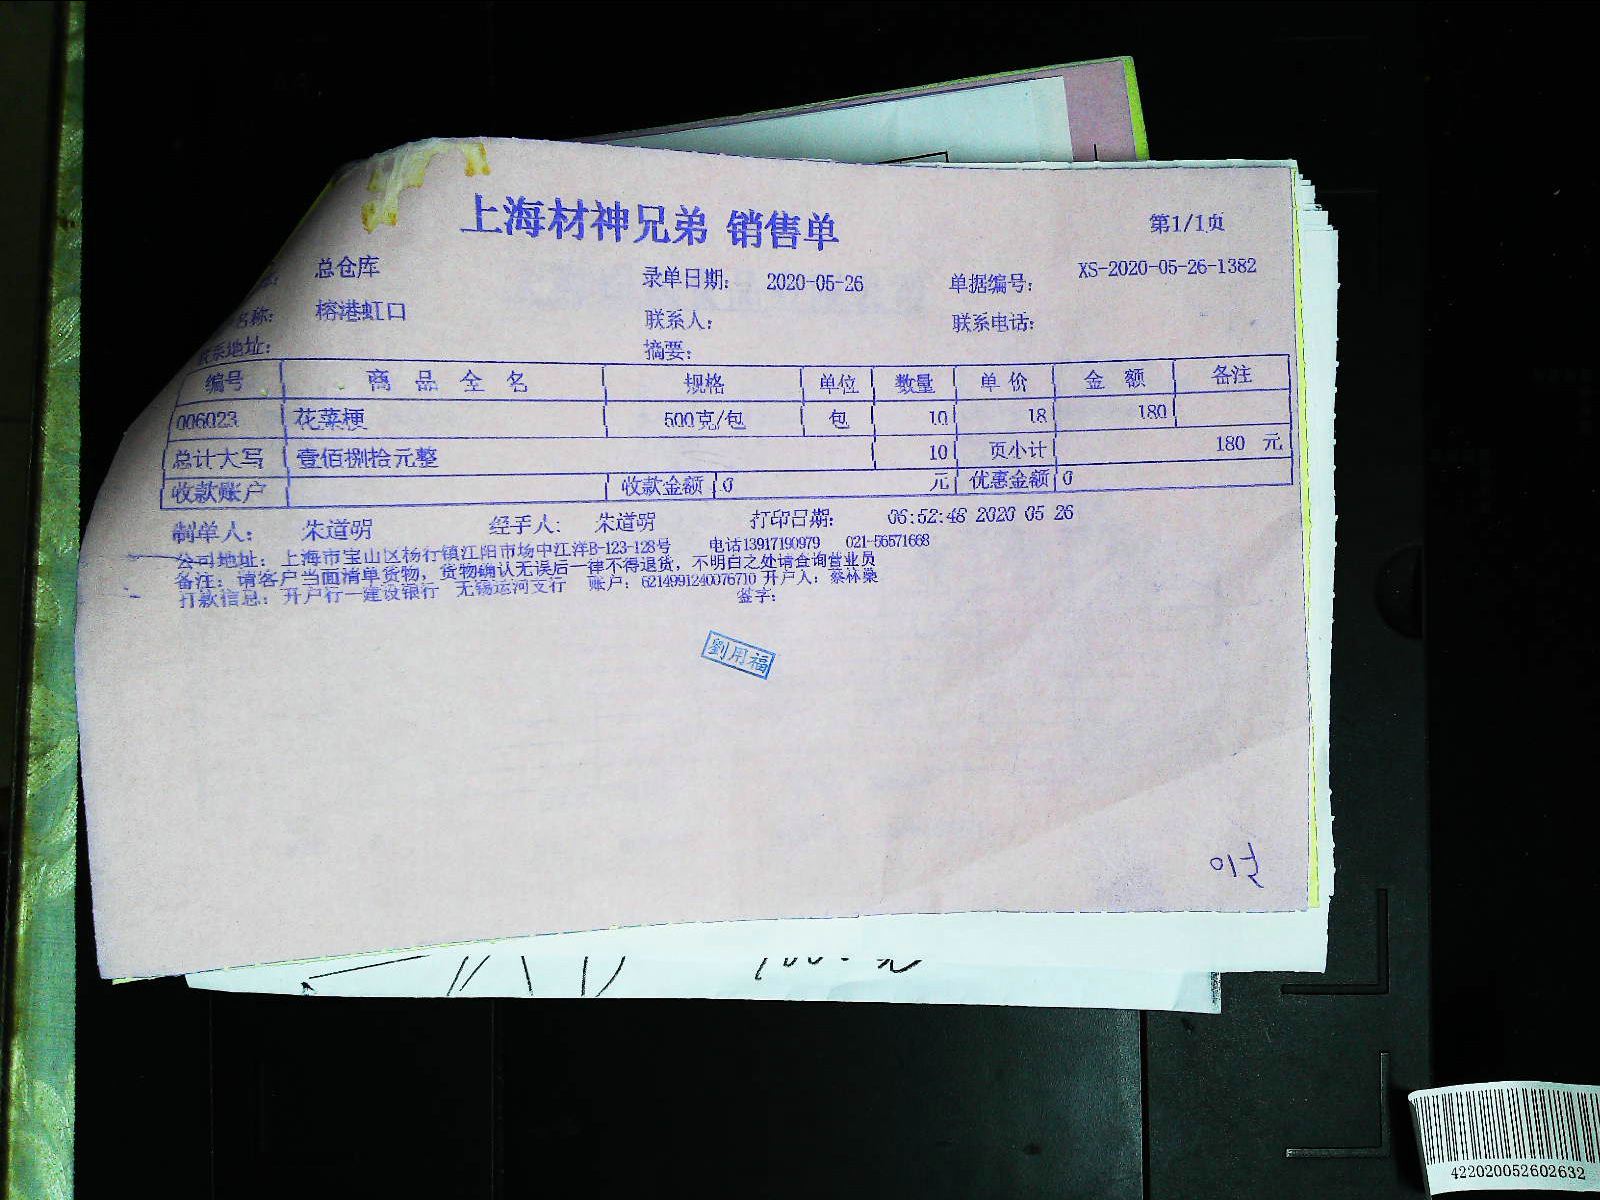 上海材神兄弟 销售单
第1/1页
总仓库 录单日期: 2020-05-26 单据编号: XS-2020-05-26-1382
名称: 榕港虹口 联系人: 联系电话:
联系地址: 摘要:
编号 商品全名 规格 单位 数量 单价 金额 备注
006023 花菜梗 500克/包 包 10 18 180
总计大写 壹佰捌拾元整 10 页小计 180 元
收款账户 收款金额 0 元 优惠金额 0
制单人: 朱道明 经手人: 朱道明 打印日期: 06:52:48 2020 05 26
公司地址: 上海市宝山区杨行镇江阳市场中江洋B-123-128号 电话13917190979 021-56571668
备注: 请客户当面清单货物, 货物确认无误后一律不得退货, 不明白之处请查询营业员
打款信息: 开户行一建设银行 无锡运河支行 账户: 6214991240076710 开户人: 蔡林荣
签字:
劉用福
422020052602632